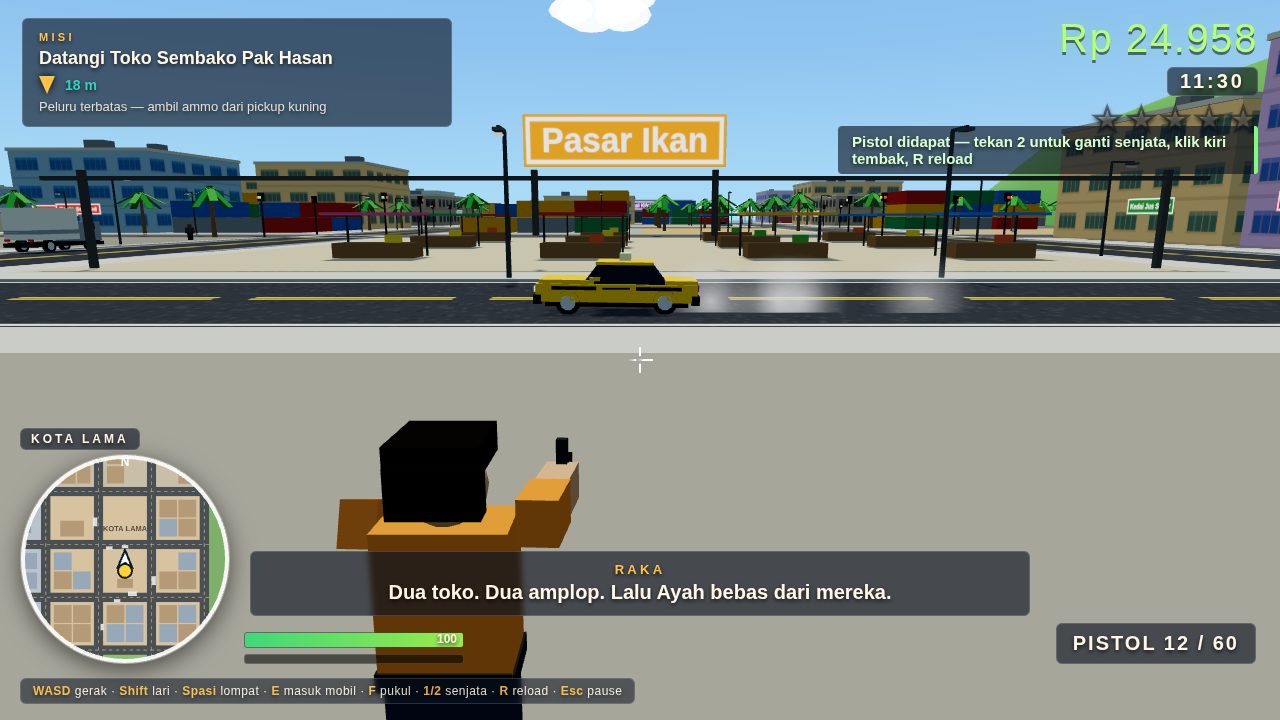 MISI
Datangi Toko Sembako Pak Hasan
18 m
Peluru terbatas — ambil ammo dari pickup kuning
Rp 24.958
11:30
Pistol didapat — tekan 2 untuk ganti senjata, klik kiri
tembak, R reload
Pasar Ikan
KOTA LAMA
N
KOTA LAMA
RAKA
Dua toko. Dua amplop. Lalu Ayah bebas dari mereka.
100
PISTOL 12 / 60
WASD gerak · Shift lari · Spasi lompat · E masuk mobil · F pukul · 1/2 senjata · R reload · Esc pause